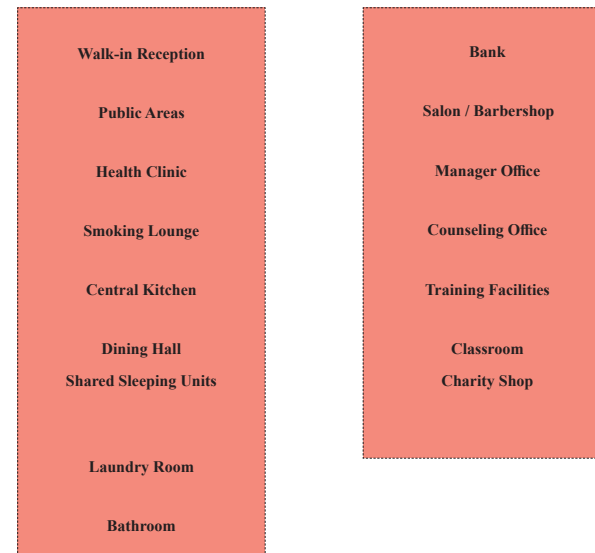 Walk-in Reception
Public Areas
Health Clinic
Smoking Lounge
Central Kitchen
Dining Hall
Shared Sleeping Units
Laundry Room
Bathroom
Bank
Salon / Barbershop
Manager Office
Counseling Office
Training Facilities
Classroom
Charity Shop